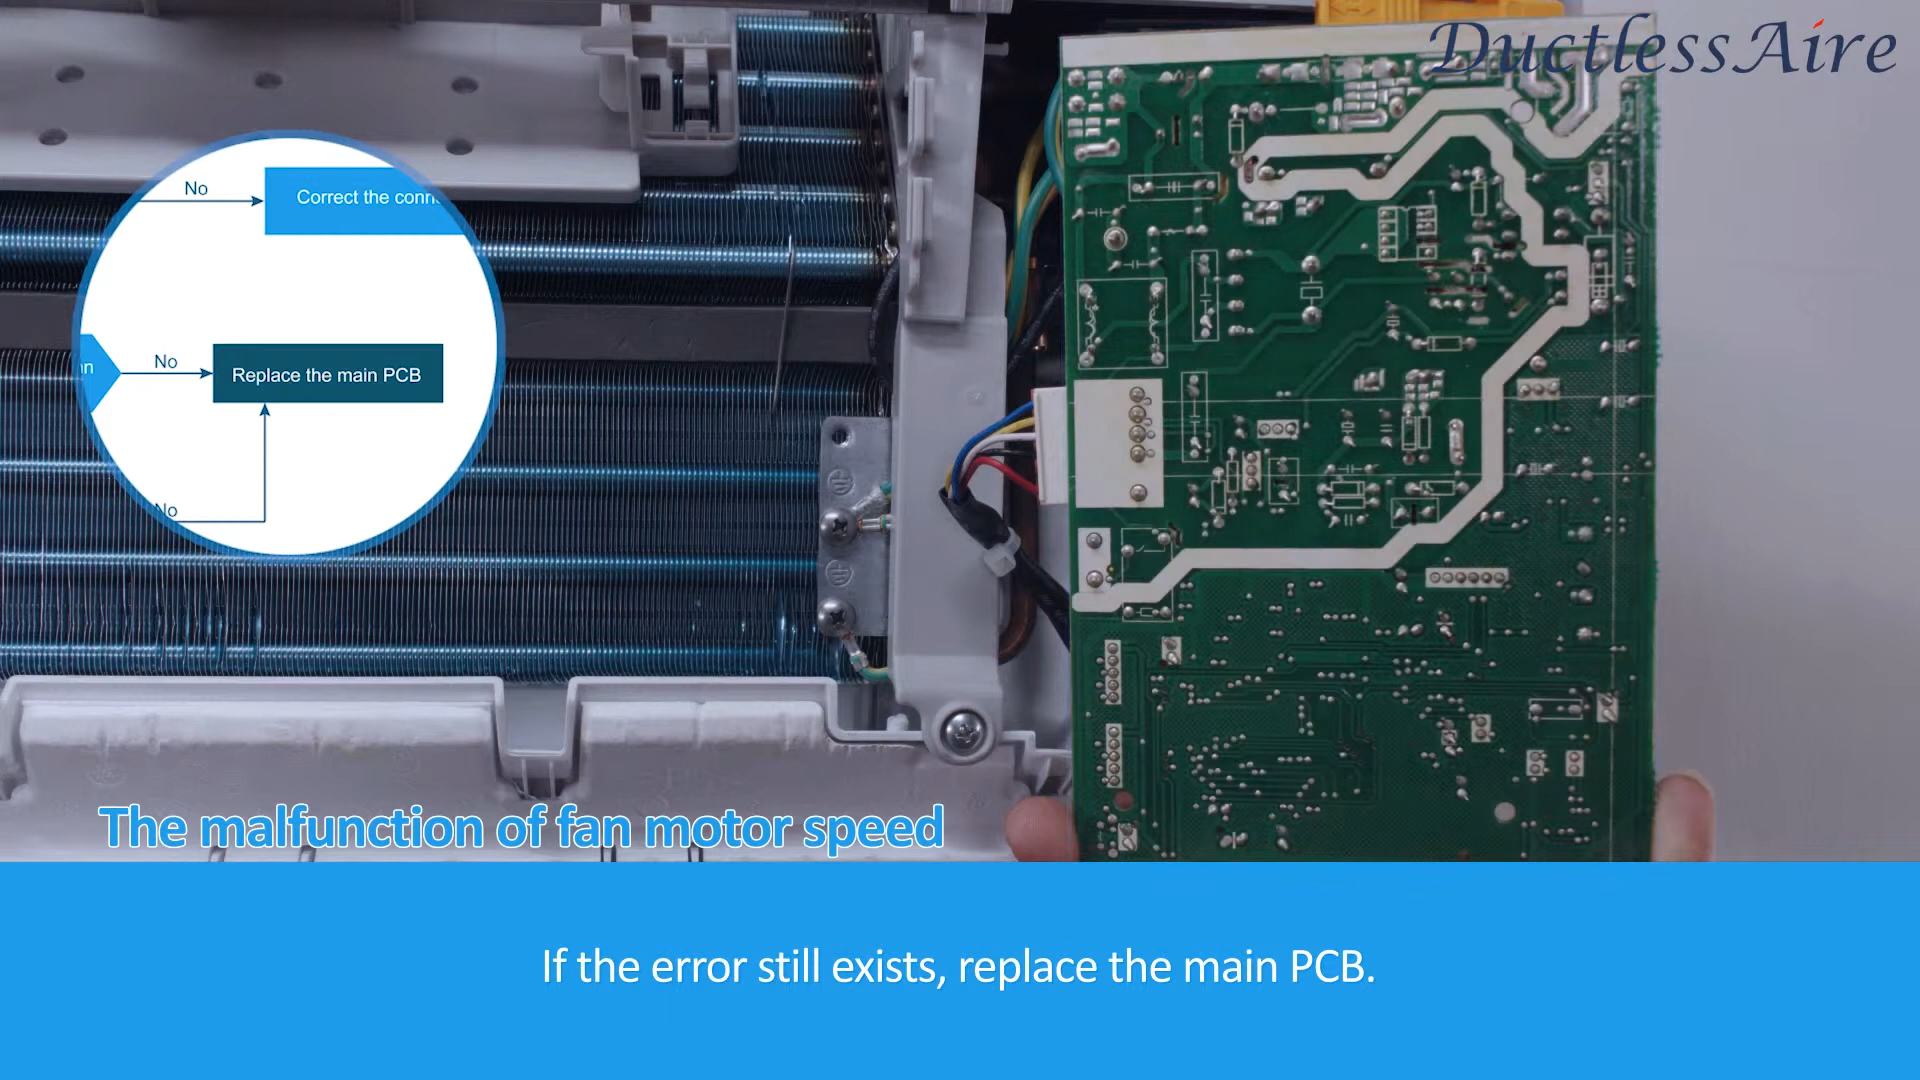 DuctlessAire
No
Correct the conn
No
Replace the main PCB
No
The malfunction of fan motor speed
If the error still exists, replace the main PCB.